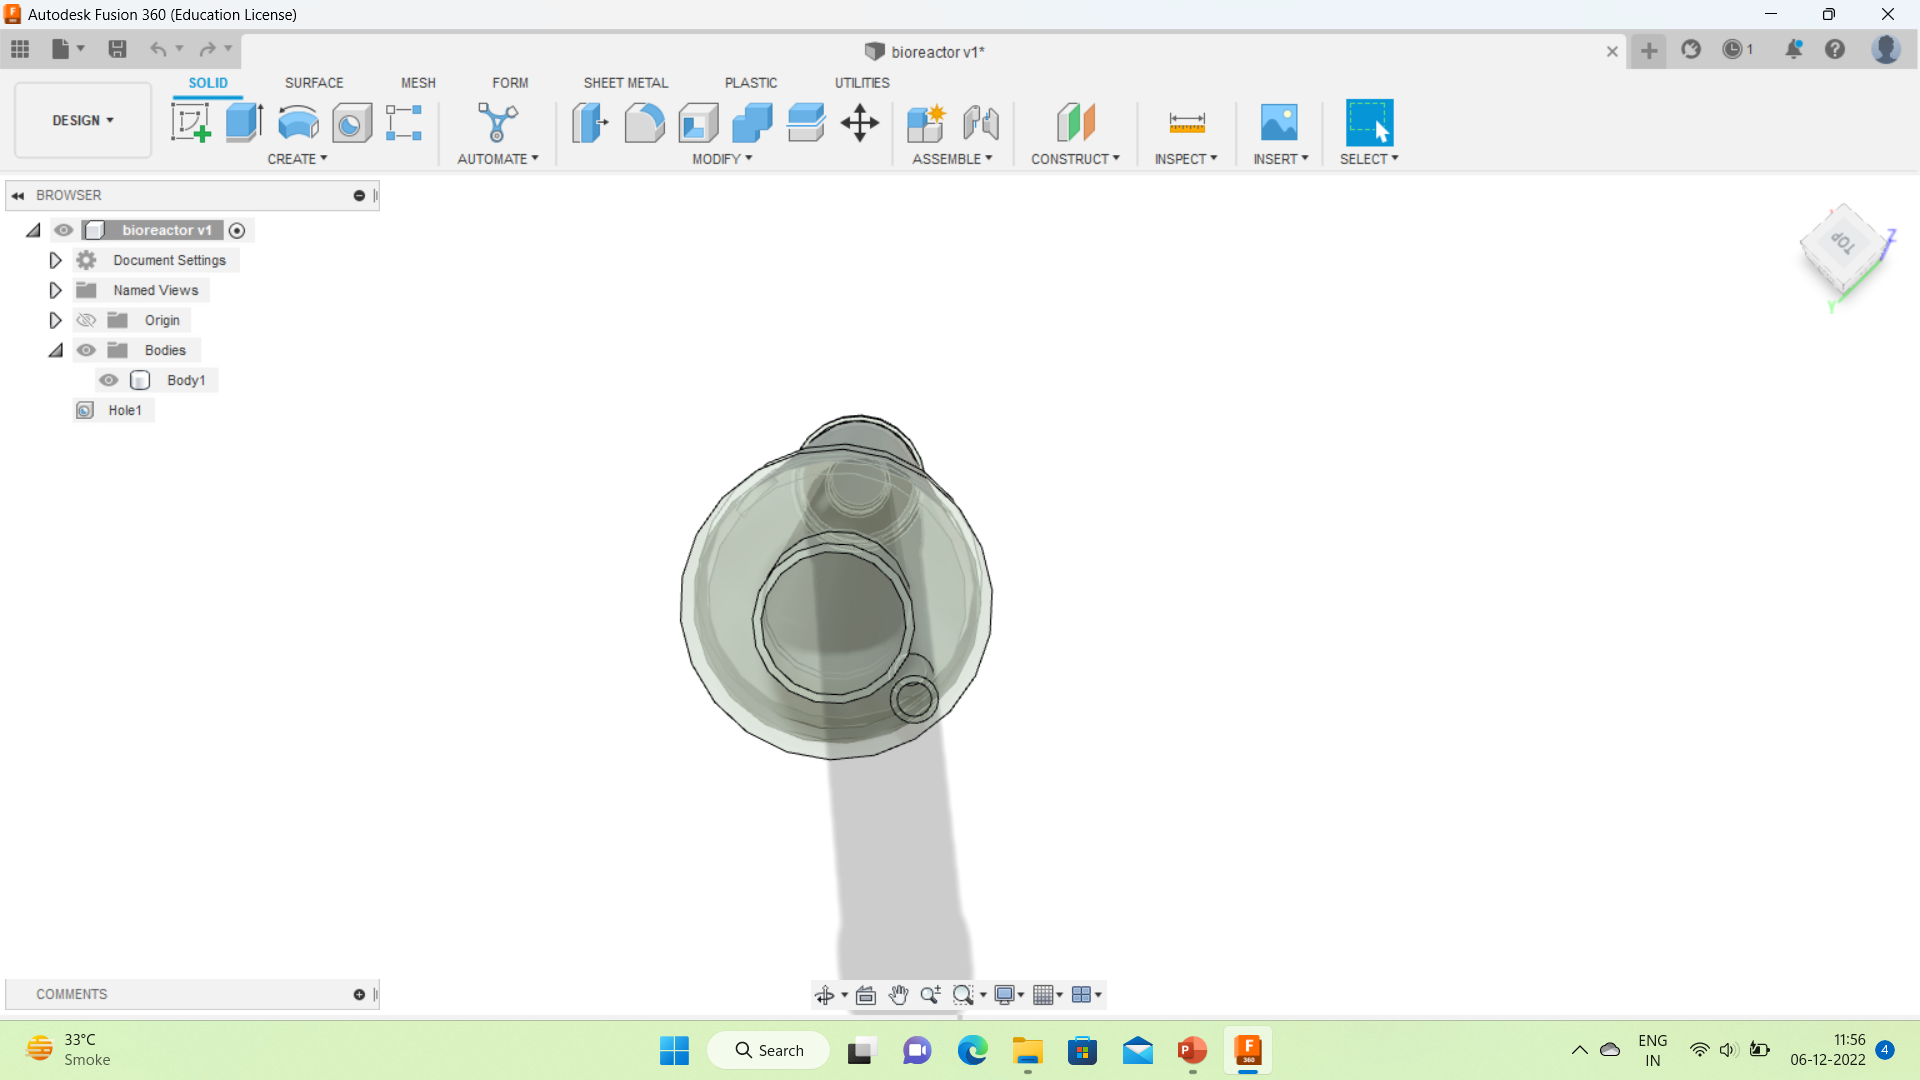 Autodesk Fusion 360 (Education License)
bioreactor v1*
1
SOLID SURFACE MESH FORM SHEET METAL PLASTIC UTILITIES
DESIGN
CREATE AUTOMATE MODIFY ASSEMBLE CONSTRUCT INSPECT INSERT SELECT
BROWSER
bioreactor v1
Document Settings
Named Views
Origin
Bodies
Body1
Hole1
TOP
Z
Y
COMMENTS
33°C
Smoke
Search
P
F
360
ENG
IN
11:56
06-12-2022
4